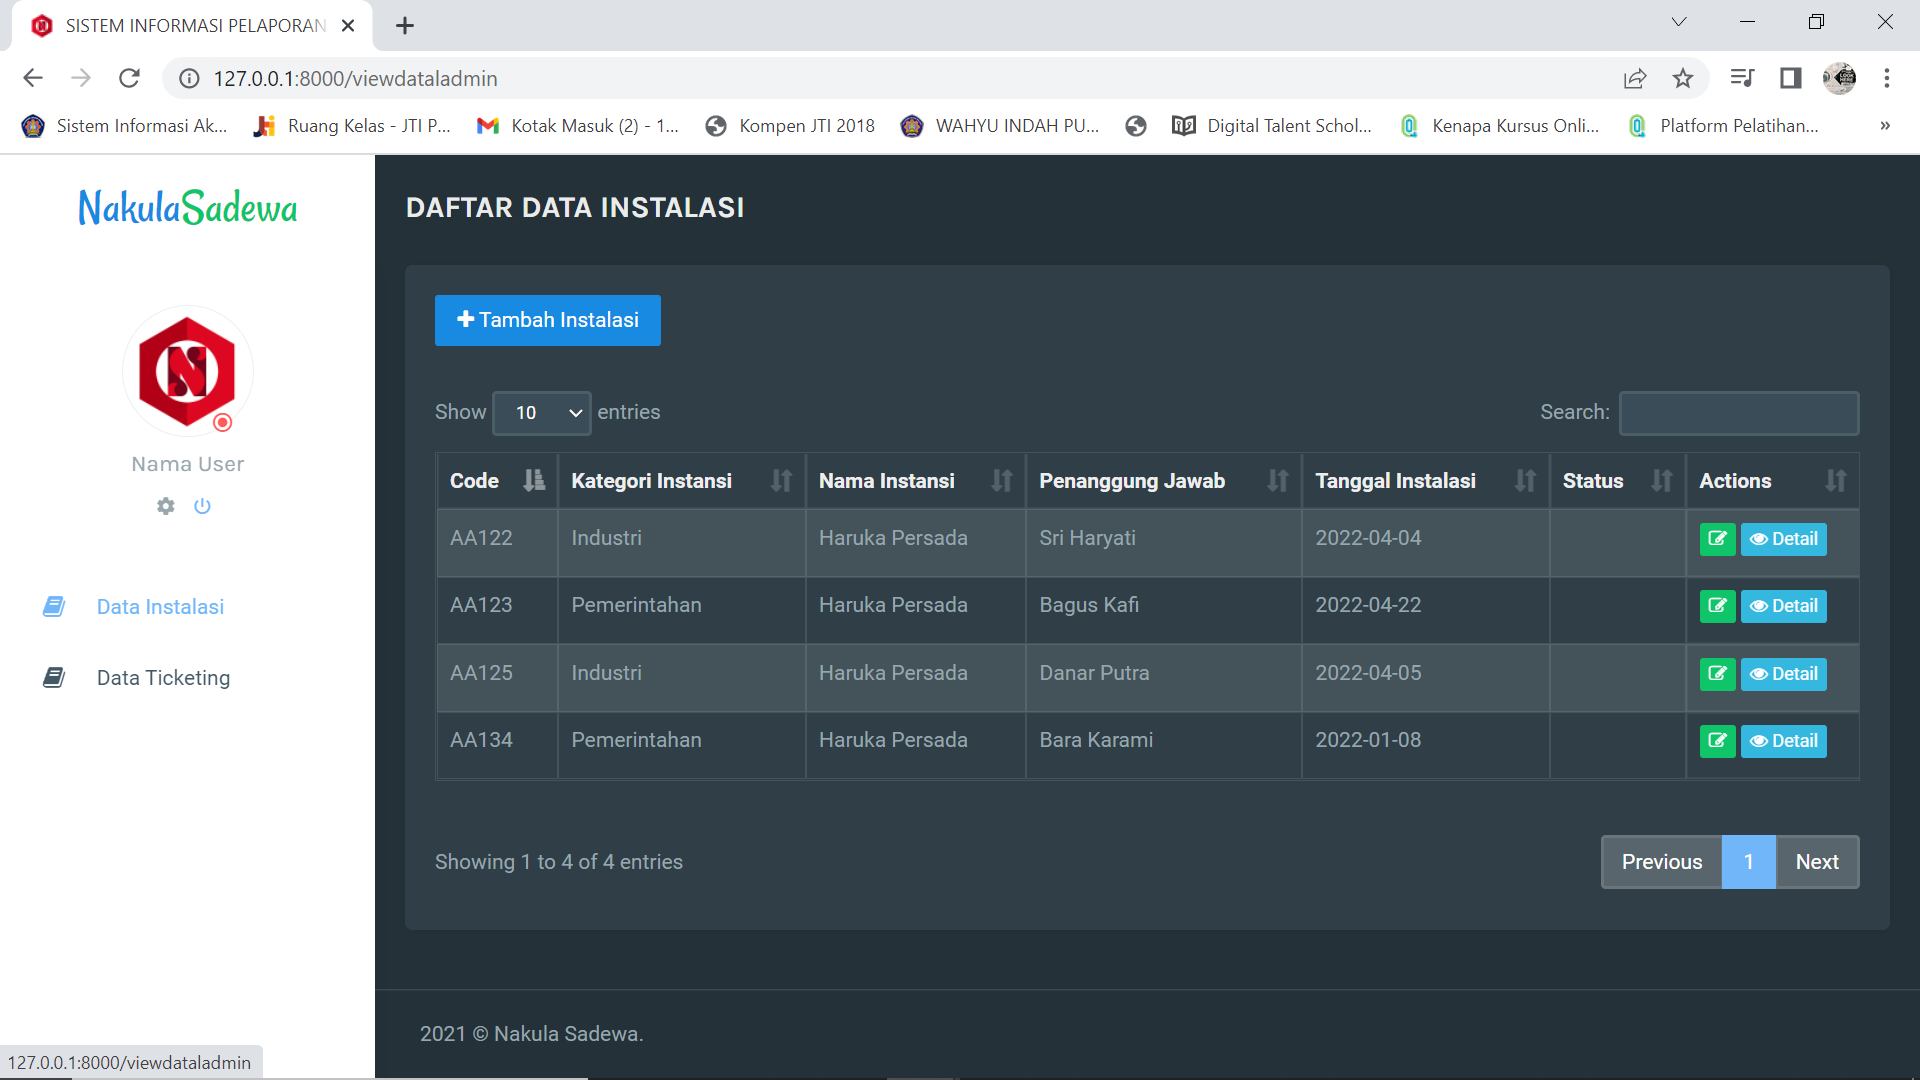 SISTEM INFORMASI PELAPORAN
127.0.0.1:8000/viewdataladmin
Sistem Informasi Ak... Ruang Kelas - JTI P... Kotak Masuk (2) - 1... Kompen JTI 2018 WAHYU INDAH PU... Digital Talent Schol... Kenapa Kursus Onli... Platform Pelatihan... »
NakulaSadewa
Nama User
Data Instalasi
Data Ticketing
DAFTAR DATA INSTALASI
Tambah Instalasi
Show 10 entries Search:
Code Kategori Instansi Nama Instansi Penanggung Jawab Tanggal Instalasi Status Actions
AA122 Industri Haruka Persada Sri Haryati 2022-04-04 Detail
AA123 Pemerintahan Haruka Persada Bagus Kafi 2022-04-22 Detail
AA125 Industri Haruka Persada Danar Putra 2022-04-05 Detail
AA134 Pemerintahan Haruka Persada Bara Karami 2022-01-08 Detail
Showing 1 to 4 of 4 entries Previous 1 Next
2021 © Nakula Sadewa.
127.0.0.1:8000/viewdataladmin